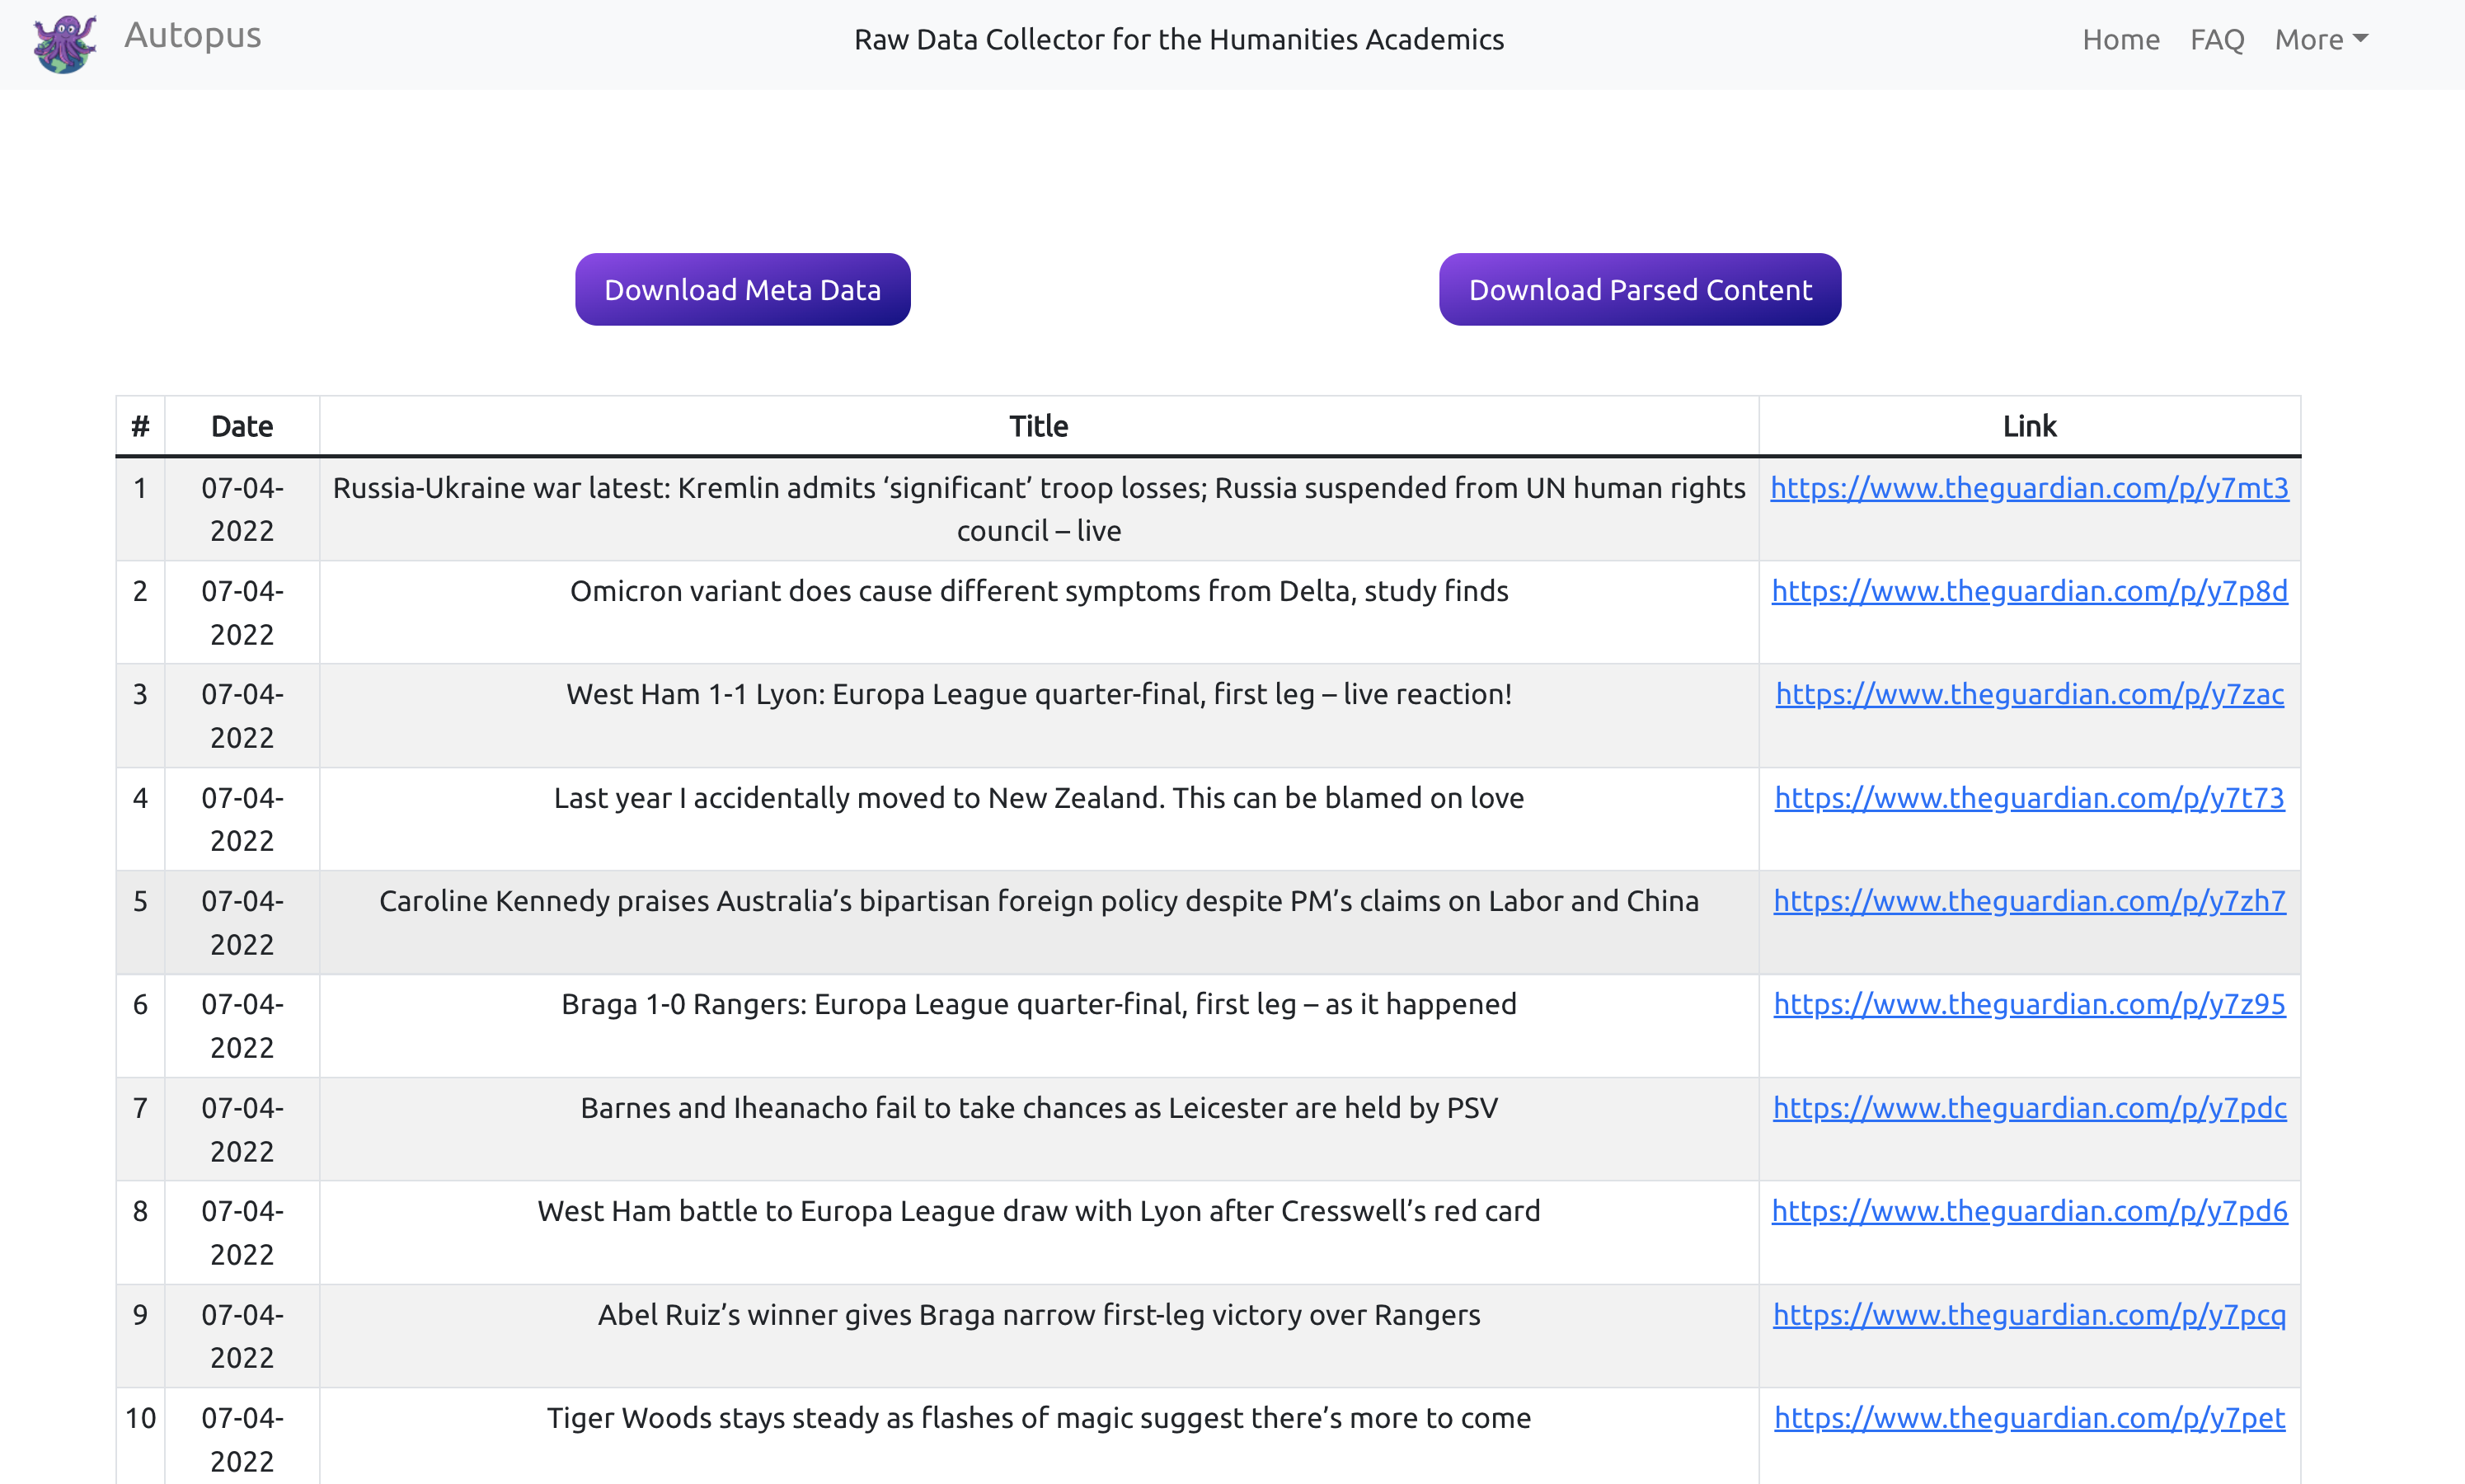 Autopus
Raw Data Collector for the Humanities Academics
Home FAQ More
Download Meta Data
Download Parsed Content
# Date Title Link
1 07-04-2022 Russia-Ukraine war latest: Kremlin admits ‘significant’ troop losses; Russia suspended from UN human rights council – live https://www.theguardian.com/p/y7mt3
2 07-04-2022 Omicron variant does cause different symptoms from Delta, study finds https://www.theguardian.com/p/y7p8d
3 07-04-2022 West Ham 1-1 Lyon: Europa League quarter-final, first leg – live reaction! https://www.theguardian.com/p/y7zac
4 07-04-2022 Last year I accidentally moved to New Zealand. This can be blamed on love https://www.theguardian.com/p/y7t73
5 07-04-2022 Caroline Kennedy praises Australia’s bipartisan foreign policy despite PM’s claims on Labor and China https://www.theguardian.com/p/y7zh7
6 07-04-2022 Braga 1-0 Rangers: Europa League quarter-final, first leg – as it happened https://www.theguardian.com/p/y7z95
7 07-04-2022 Barnes and Iheanacho fail to take chances as Leicester are held by PSV https://www.theguardian.com/p/y7pdc
8 07-04-2022 West Ham battle to Europa League draw with Lyon after Cresswell’s red card https://www.theguardian.com/p/y7pd6
9 07-04-2022 Abel Ruiz’s winner gives Braga narrow first-leg victory over Rangers https://www.theguardian.com/p/y7pcq
10 07-04-2022 Tiger Woods stays steady as flashes of magic suggest there’s more to come https://www.theguardian.com/p/y7pet